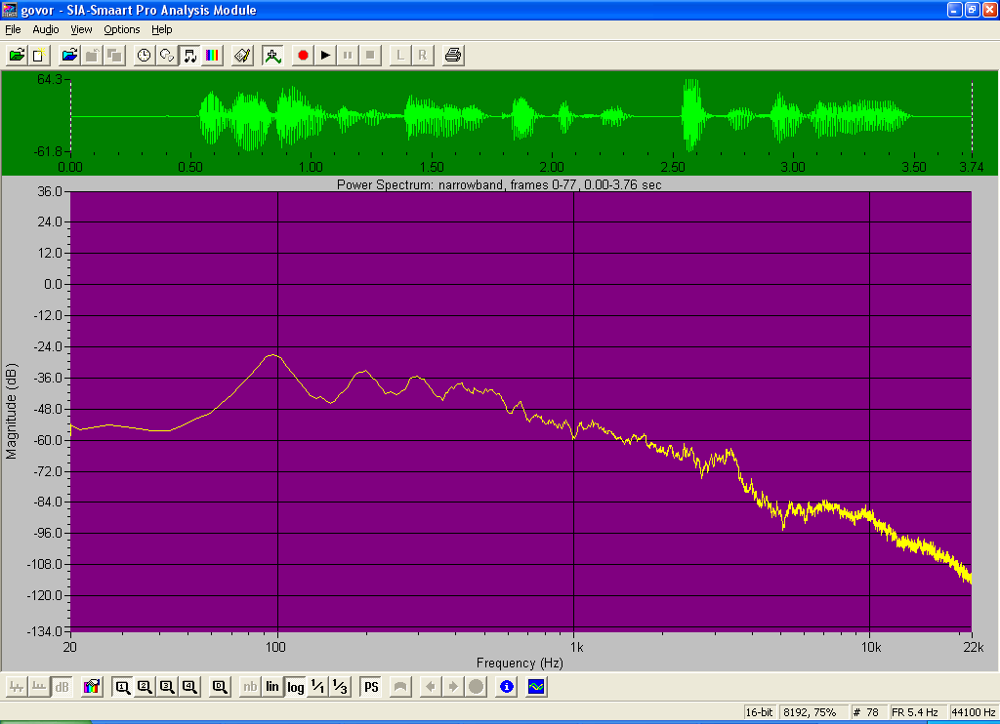 govor - SIA-Smaart Pro Analysis Module
File Audio View Options Help
L R
64.3
-61.8
0.00 0.50 1.00 1.50 2.00 2.50 3.00 3.50 3.74
Power Spectrum: narrowband, frames 0-77, 0.00-3.76 sec
36.0
24.0
12.0
0.0
-12.0
-24.0
-36.0
-48.0
-60.0
-72.0
-84.0
-96.0
-108.0
-120.0
-134.0
Magnitude (dB)
20 100 1k 10k 22k
Frequency (Hz)
dB 1 2 3 4 0 nb lin log 1/1 1/3 PS i
16-bit 8192, 75% # 78 FR 5.4 Hz 44100 Hz